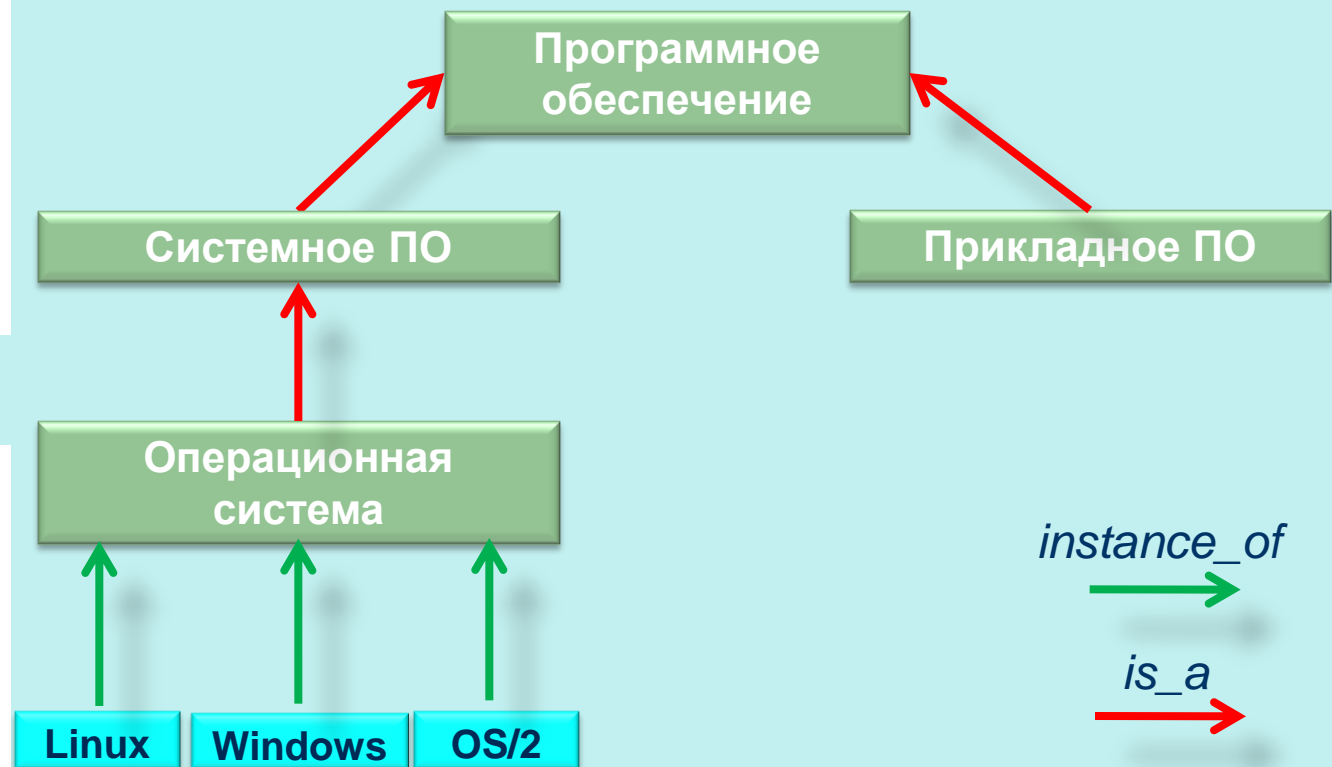 Программное
обеспечение
Системное ПО
Прикладное ПО
Операционная
система
instance_of
is_a
Linux
Windows
OS/2